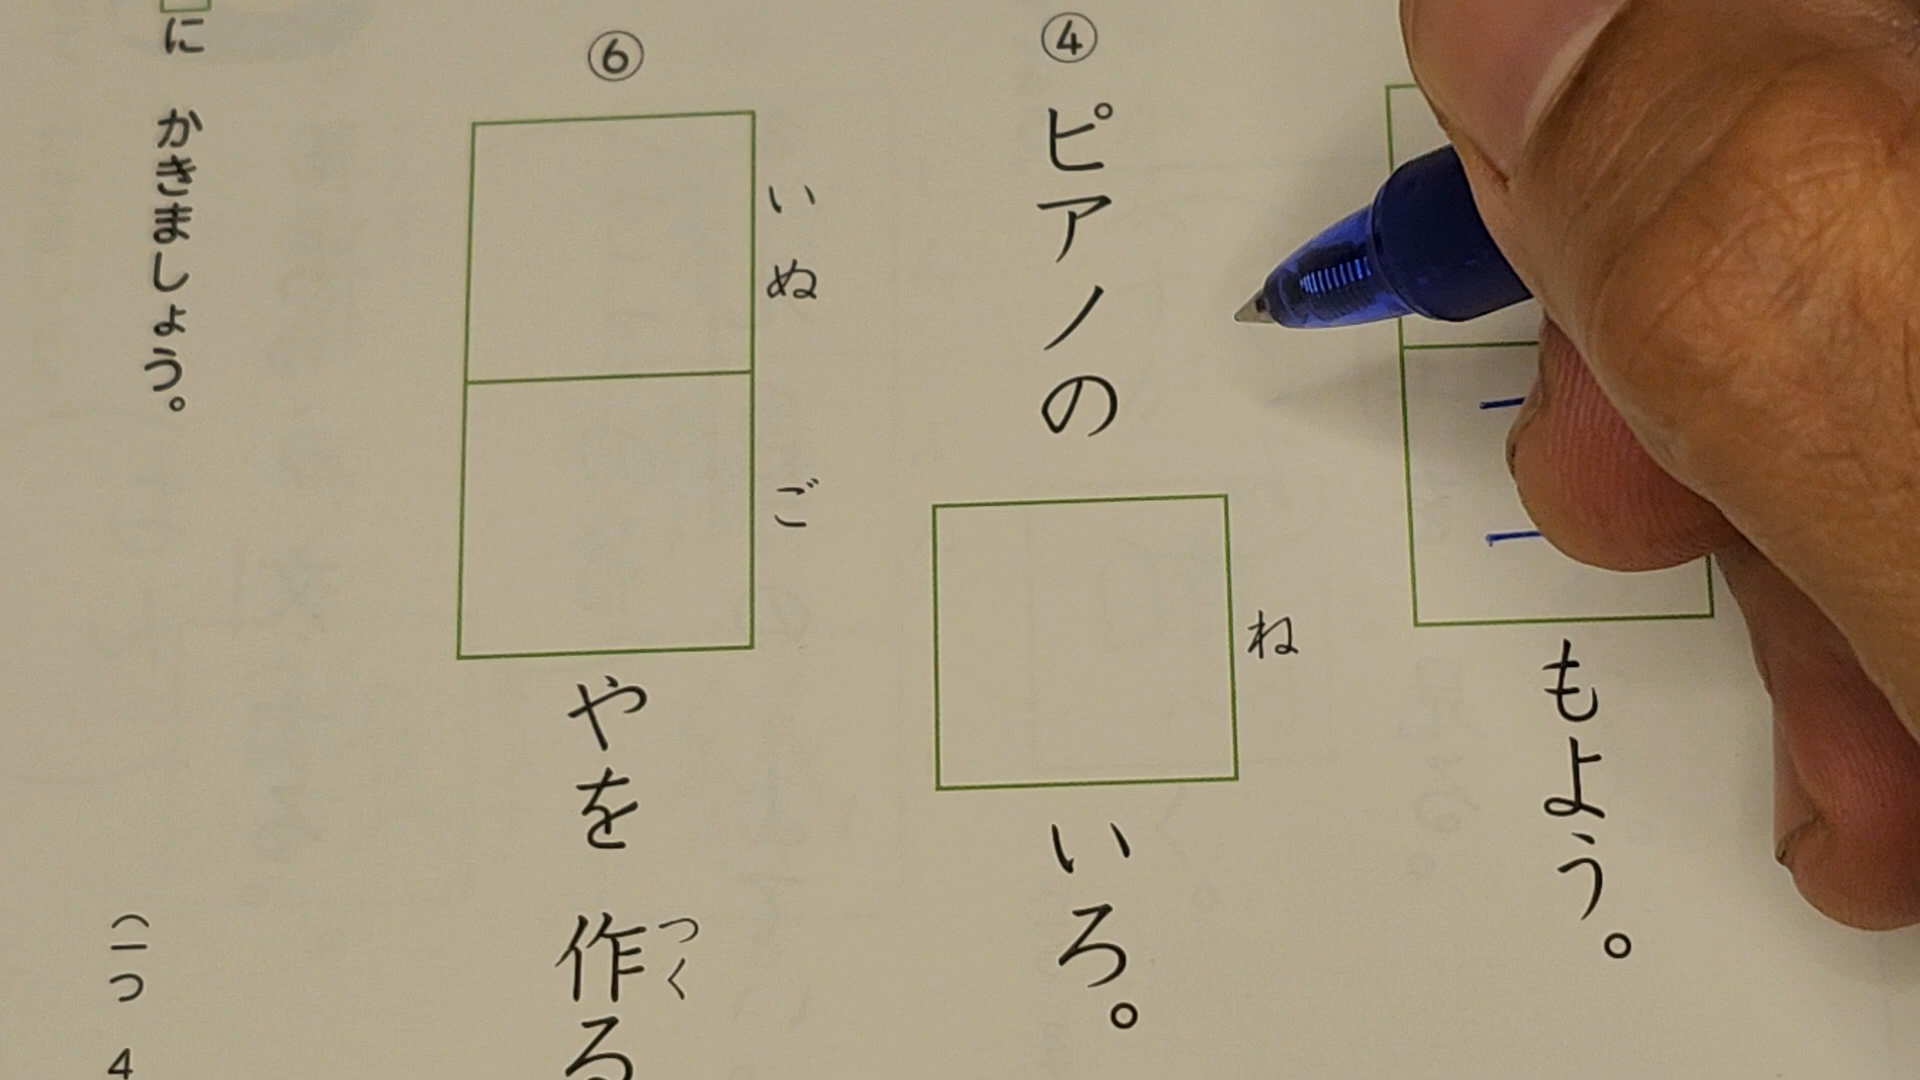 もよう。
④ピアノの
ね
いろ。
⑥
いぬ
ご
やを作る
つく
に かきましょう。
(一つ 4